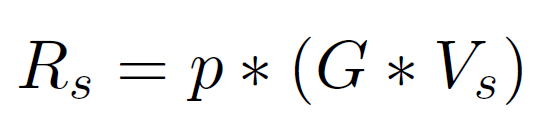 R_s = p * (G * V_s)